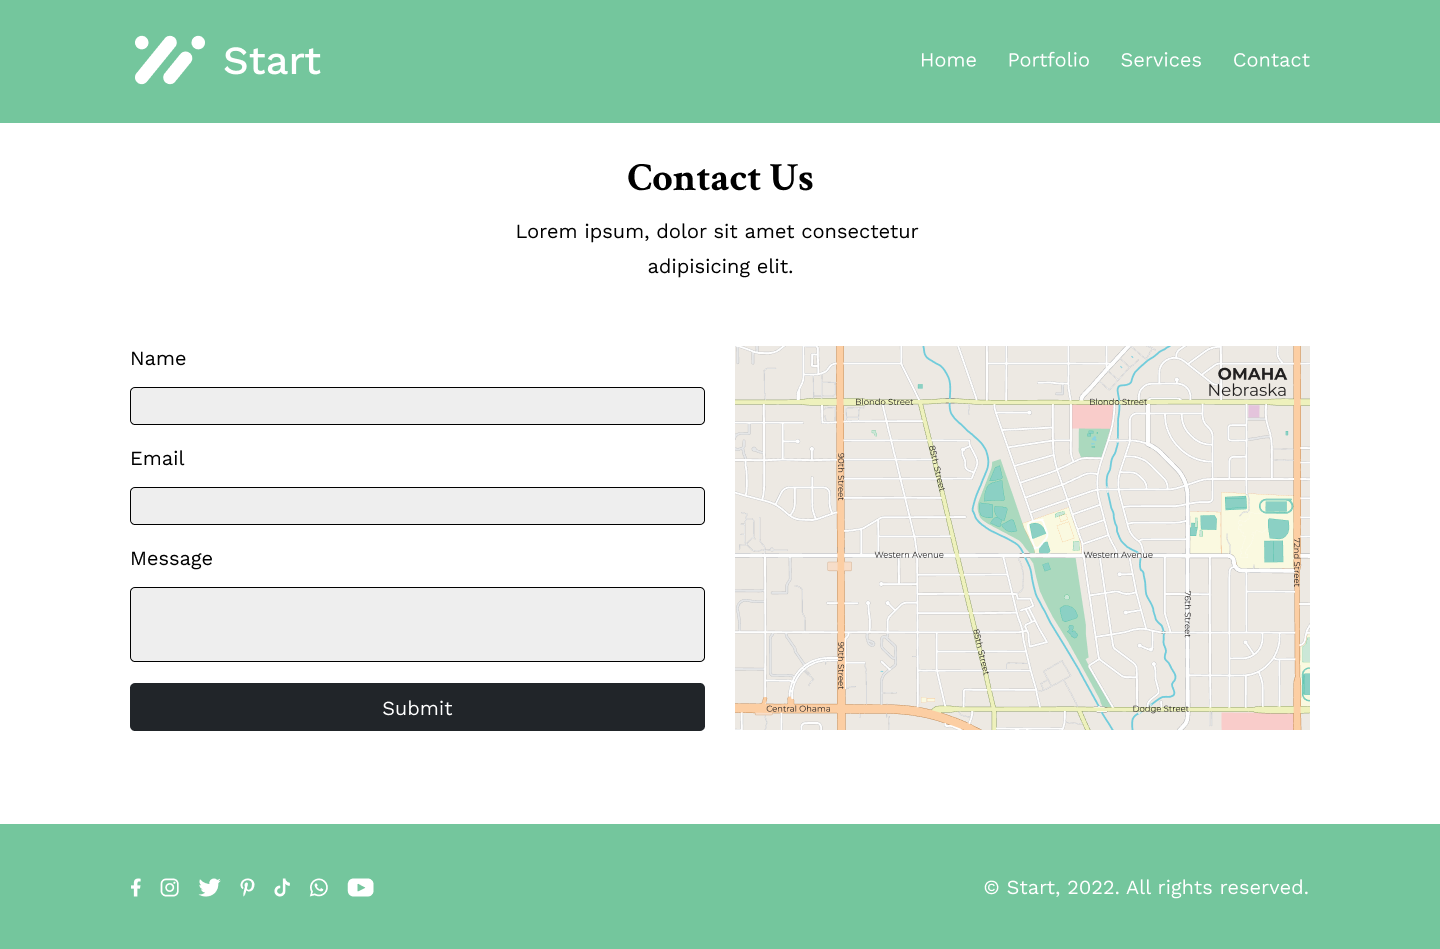 Start
Home Portfolio Services Contact
Contact Us
Lorem ipsum, dolor sit amet consectetur
adipisicing elit.
Name
Email
Message
Submit
OMAHA
Nebraska
Blondo Street
Blondo Street
90th Street
85th Street
Western Avenue
Western Avenue
72nd Street
76th Street
85th Street
90th Street
Central Ohama
Dodge Street
© Start, 2022. All rights reserved.